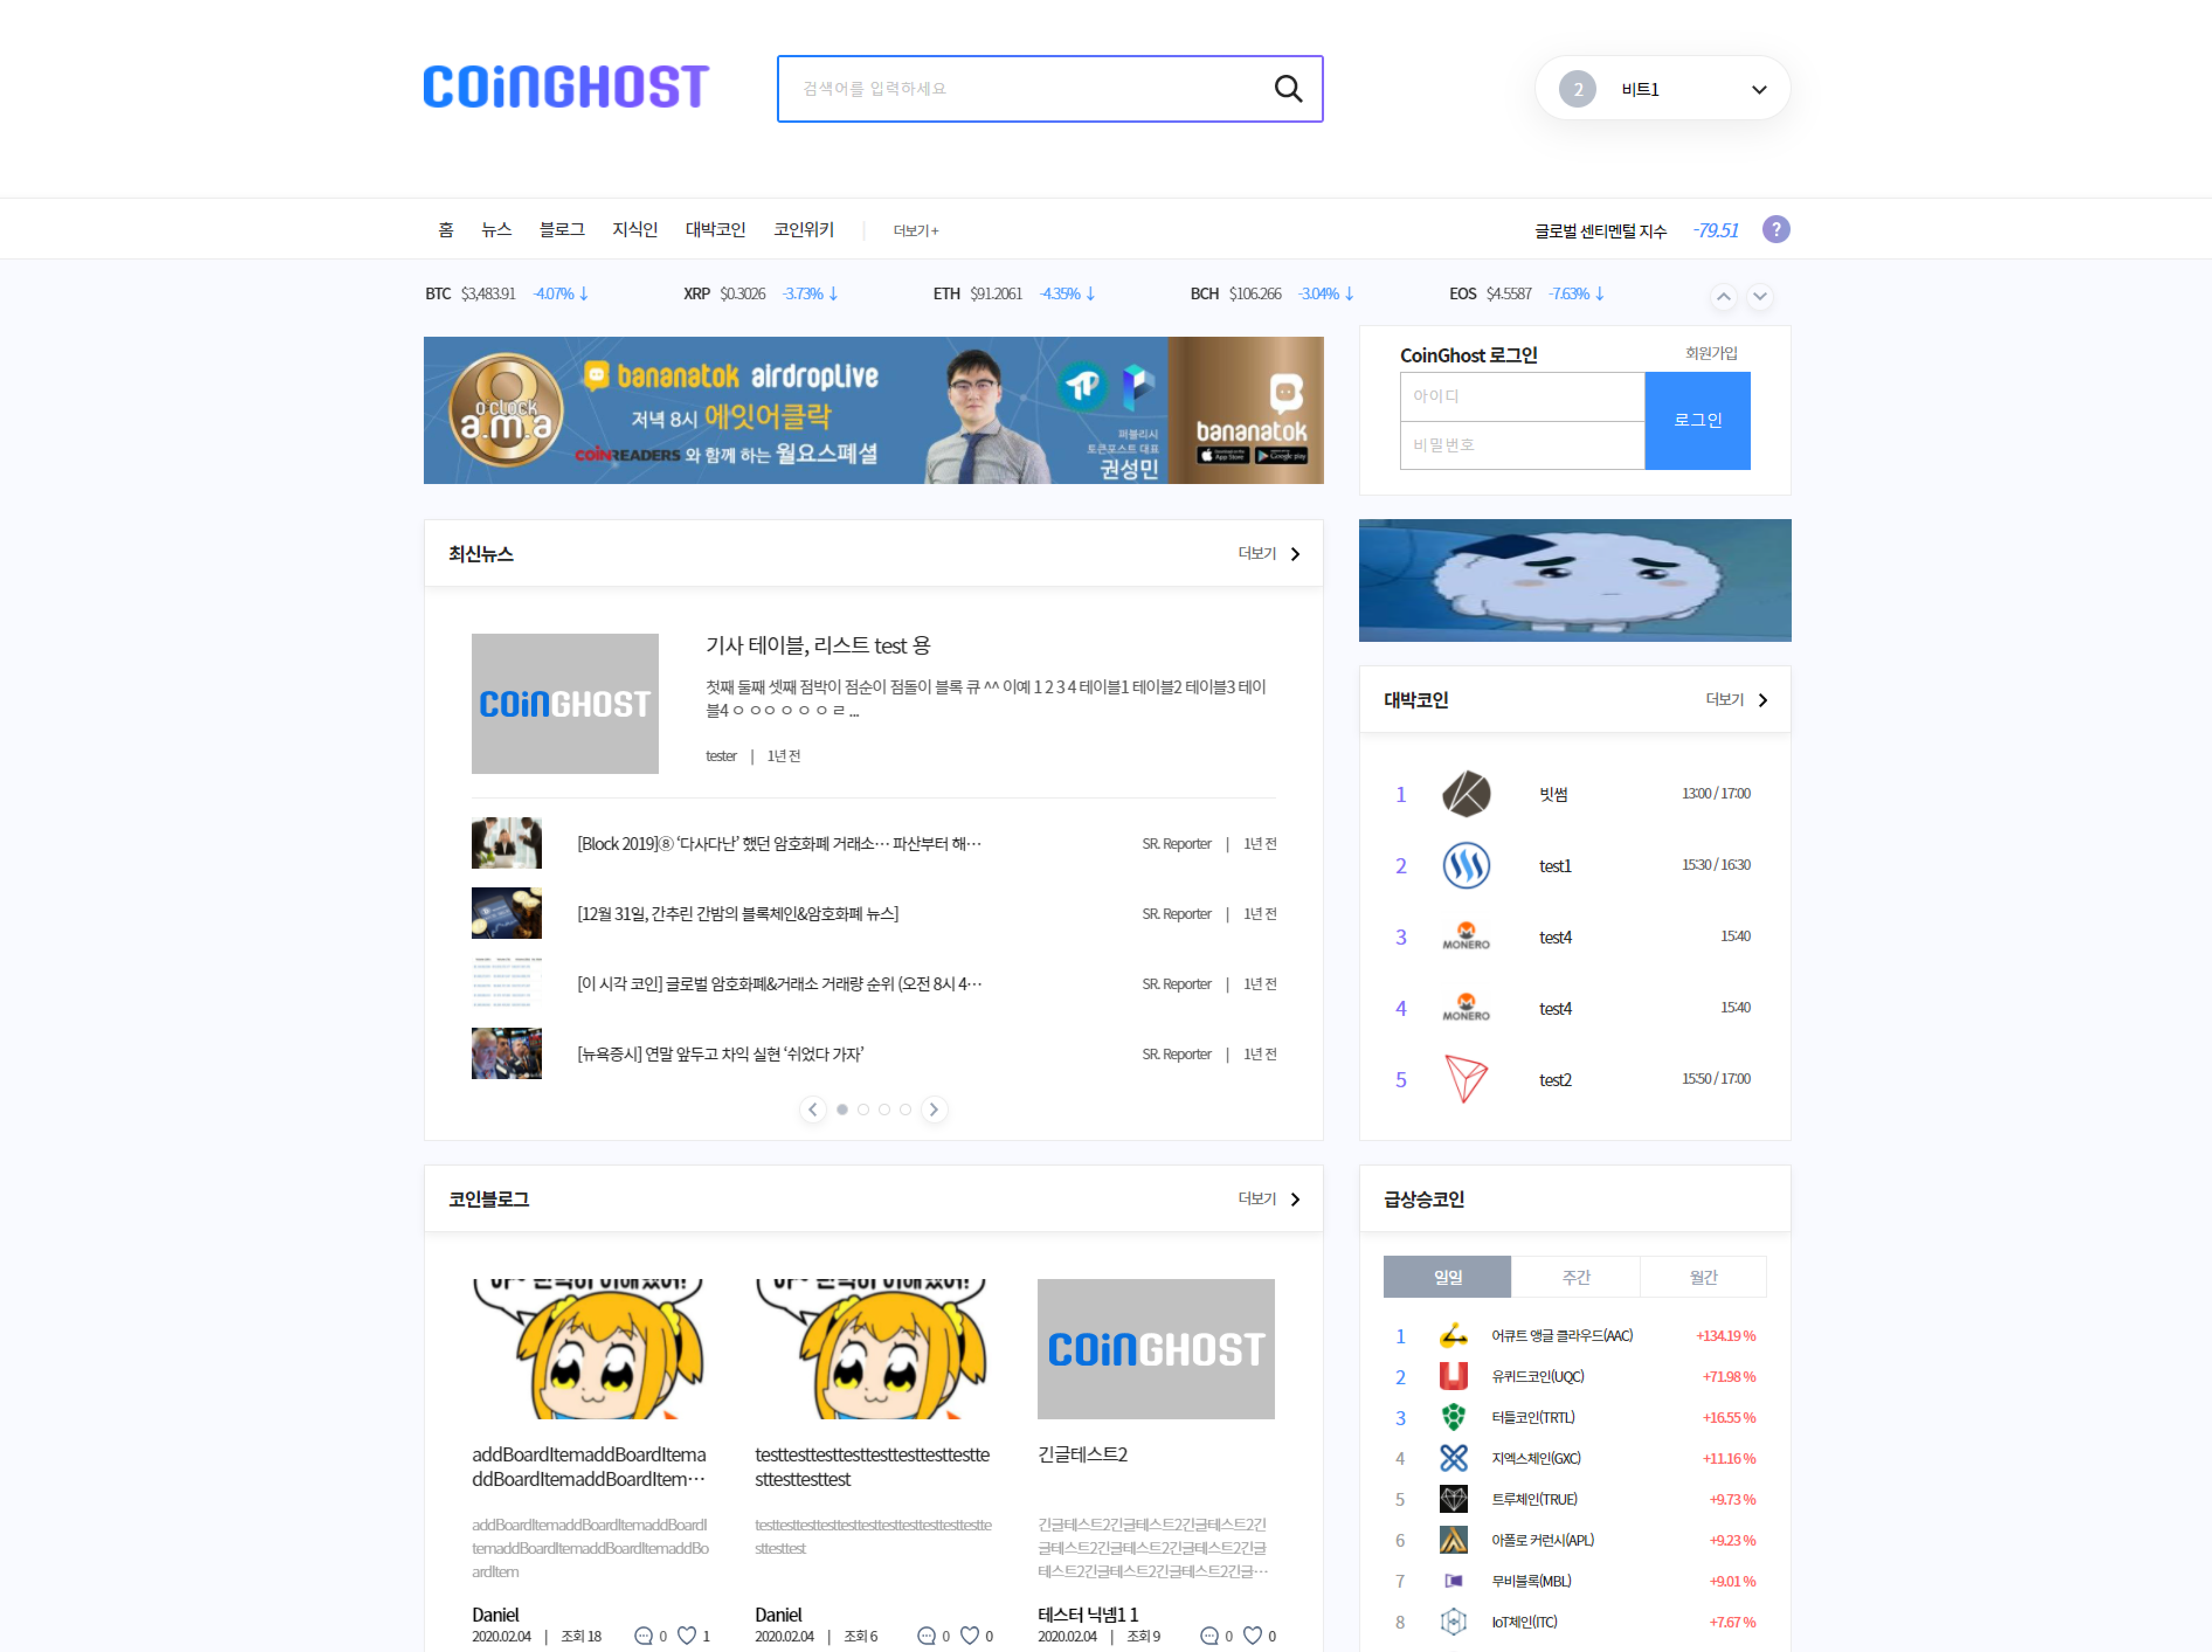 COiNGHOST
검색어를 입력하세요
2 비트1
홈 뉴스 블로그 지식인 대박코인 코인위키 | 더보기 +
글로벌 센티멘털 지수 -79.51 ?
BTC $3,483.91 -4.07% ↓ XRP $0.3026 -3.73% ↓ ETH $91.2061 -4.35% ↓ BCH $106.266 -3.04% ↓ EOS $4.5587 -7.63% ↓
8 o'clock
a.m.a
bananatok airdroplive
저녁 8시 에잇어클락
COiNREADERS 와 함께 하는 월요스페셜
퍼블리시
토큰포스트 대표
권성민
bananatok
App Store Google play
CoinGhost 로그인 회원가입
아이디
비밀번호
로그인
최신뉴스 더보기
COiNGHOST
기사 테이블, 리스트 test 용
첫째 둘째 셋째 점박이 점순이 점돌이 블록 큐 ^^ 이예 1 2 3 4 테이블1 테이블2 테이블3 테이
블4 ㅇ ㅇㅇ ㅇ ㅇ ㅇ ㄹ ...
tester | 1년 전
[Block 2019]⑧ ‘다사다난’ 했던 암호화폐 거래소… 파산부터 해… SR. Reporter | 1년 전
[12월 31일, 간추린 간밤의 블록체인&암호화폐 뉴스] SR. Reporter | 1년 전
[이 시각 코인] 글로벌 암호화폐&거래소 거래량 순위 (오전 8시 4… SR. Reporter | 1년 전
[뉴욕증시] 연말 앞두고 차익 실현 ‘쉬었다 가자’ SR. Reporter | 1년 전
대박코인 더보기
1 빗썸 13:00 / 17:00
2 test1 15:30 / 16:30
3 MONERO test4 15:40
4 MONERO test4 15:40
5 test2 15:50 / 17:00
코인블로그 더보기
addBoardItemaddBoardItema
ddBoardItemaddBoardItem…
addBoardItemaddBoardItemaddBoardI
temaddBoardItemaddBoardItemaddBo
ardItem
Daniel
2020.02.04 | 조회 18 0 1
testtesttesttesttesttesttesttestte
sttesttesttest
testtesttesttesttesttesttesttesttesttesttestte
sttesttest
Daniel
2020.02.04 | 조회 6 0 0
COiNGHOST
긴글테스트2
긴글테스트2긴글테스트2긴글테스트2긴
글테스트2긴글테스트2긴글테스트2긴글
테스트2긴글테스트2긴글테스트2긴글…
테스터 닉넴1 1
2020.02.04 | 조회 9 0 0
급상승코인
일일 주간 월간
1 어큐트 앵글 클라우드(AAC) +134.19 %
2 유퀴드코인(UQC) +71.98 %
3 터틀코인(TRTL) +16.55 %
4 지엑스체인(GXC) +11.16 %
5 트루체인(TRUE) +9.73 %
6 아폴로 커런시(APL) +9.23 %
7 무비블록(MBL) +9.01 %
8 IoT체인(ITC) +7.67 %